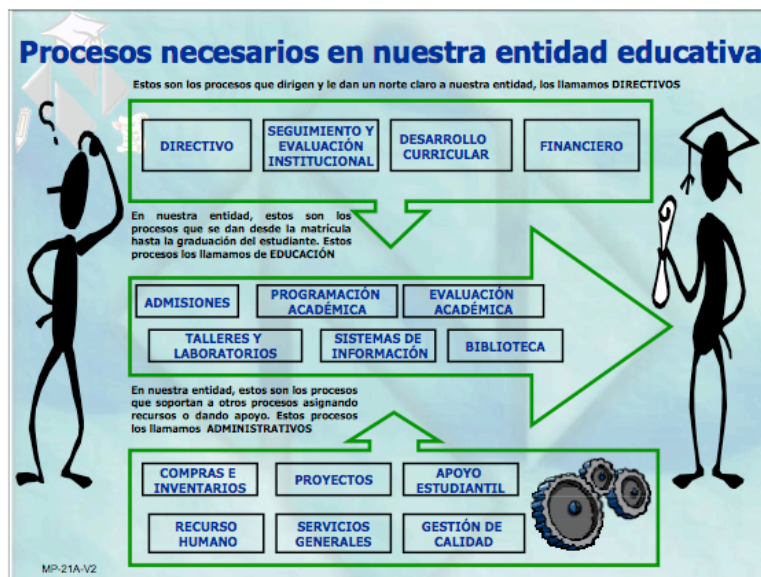 Procesos necesarios en nuestra entidad educativa
Estos son los procesos que dirigen y le dan un norte claro a nuestra entidad, los llamamos DIRECTIVOS
DIRECTIVO
SEGUIMIENTO Y
EVALUACIÓN
INSTITUCIONAL
DESARROLLO
CURRICULAR
FINANCIERO
En nuestra entidad, estos son los
procesos que se dan desde la matrícula
hasta la graduación del estudiante. Estos
procesos los llamamos de EDUCACIÓN
ADMISIONES
PROGRAMACIÓN
ACADÉMICA
EVALUACIÓN
ACADÉMICA
TALLERES Y
LABORATORIOS
SISTEMAS DE
INFORMACIÓN
BIBLIOTECA
En nuestra entidad, estos son los procesos
que soportan a otros procesos asignando
recursos o dando apoyo. Estos procesos
los llamamos ADMINISTRATIVOS
COMPRAS E
INVENTARIOS
PROYECTOS
APOYO
ESTUDIANTIL
RECURSO
HUMANO
SERVICIOS
GENERALES
GESTIÓN DE
CALIDAD
MP-21A-V2